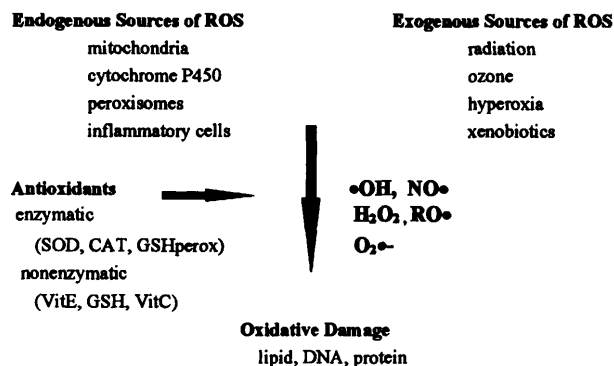 Endogenous Sources of ROS
mitochondria
cytochrome P450
peroxisomes
inflammatory cells
Exogenous Sources of ROS
radiation
ozone
hyperoxia
xenobiotics
Antioxidants
enzymatic
(SOD, CAT, GSHperox)
nonenzymatic
(VitE, GSH, VitC)
•OH, NO•
H₂O₂, RO•
O₂•-
Oxidative Damage
lipid, DNA, protein